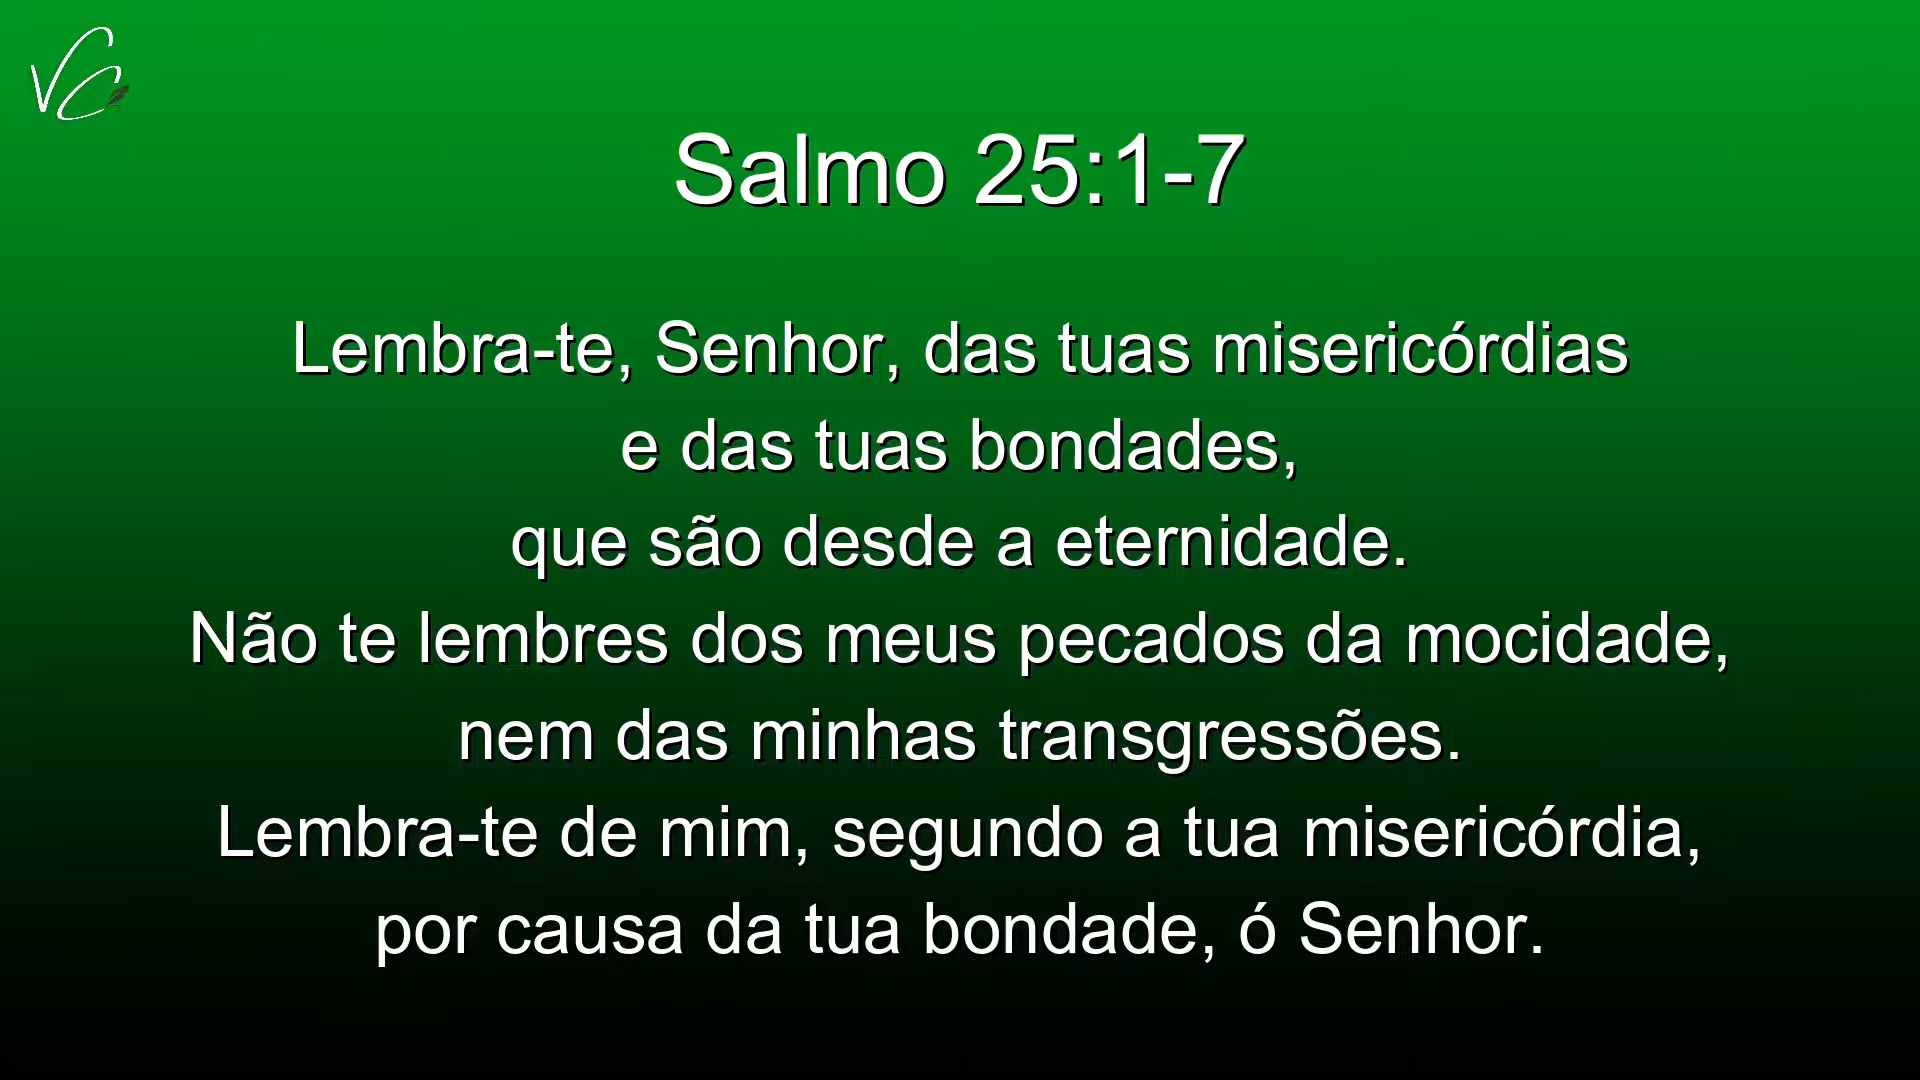 VC
Salmo 25:1-7
Lembra-te, Senhor, das tuas misericórdias
e das tuas bondades,
que são desde a eternidade.
Não te lembres dos meus pecados da mocidade,
nem das minhas transgressões.
Lembra-te de mim, segundo a tua misericórdia,
por causa da tua bondade, ó Senhor.